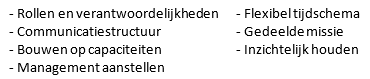 - Rollen en verantwoordelijkheden
- Communicatiestructuur
- Bouwen op capaciteiten
- Management aanstellen
- Flexibel tijdschema
- Gedeelde missie
- Inzichtelijk houden